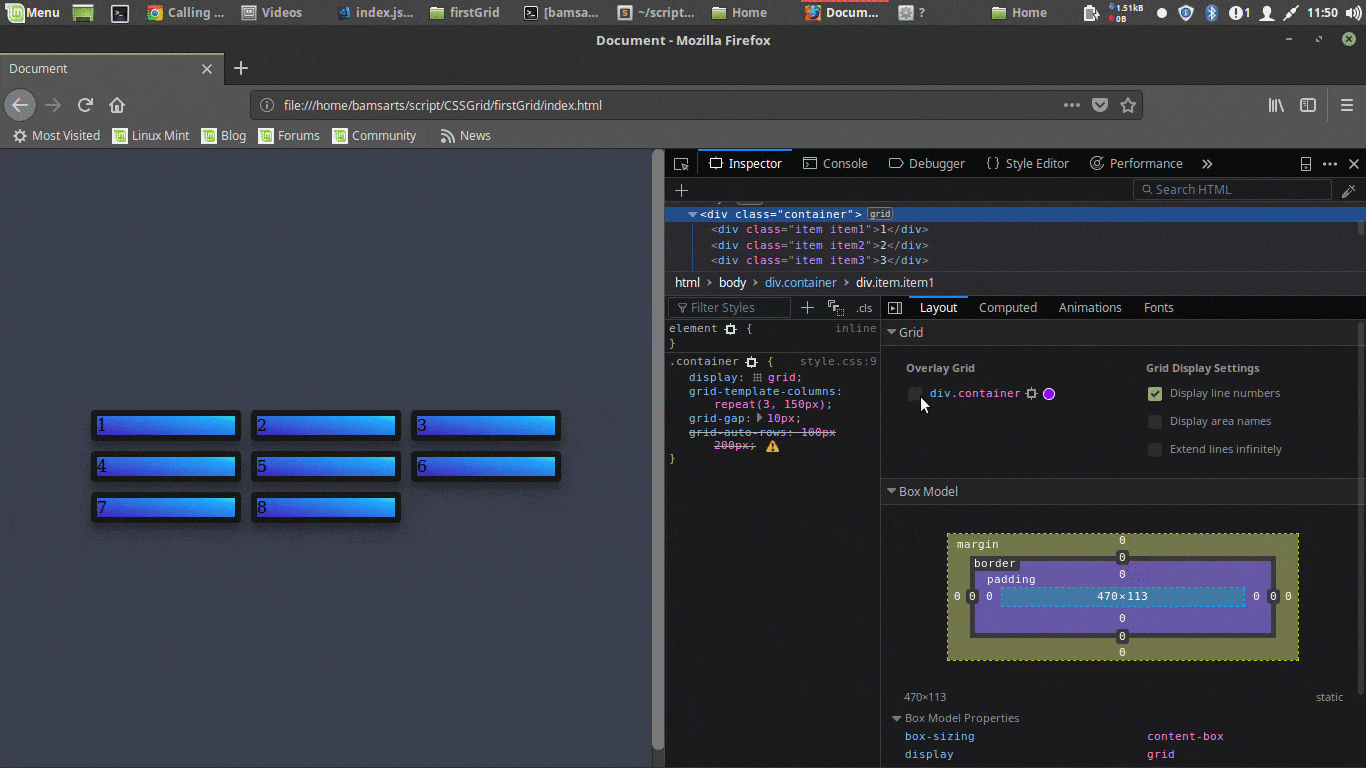 Menu Calling ... Videos index.js... firstGrid [bamsa... ~/script... Home Docum... ? Home 1.51kB 0B 1 11:50
Document - Mozilla Firefox
Document
file:///home/bamsarts/script/CSSGrid/firstGrid/index.html
Most Visited Linux Mint Blog Forums Community News
Inspector Console Debugger {} Style Editor Performance
Search HTML
<div class="container"> grid
<div class="item item1">1</div>
<div class="item item2">2</div>
<div class="item item3">3</div>
html > body > div.container > div.item.item1
Filter Styles + .cls Layout Computed Animations Fonts
element { inline
}
.container { style.css:9
display: grid;
grid-template-columns:
repeat(3, 150px);
grid-gap: 10px;
grid-auto-rows: 100px
200px;
}
Grid
Overlay Grid
div.container
Grid Display Settings
Display line numbers
Display area names
Extend lines infinitely
Box Model
margin 0
border 0
padding 0
0 0 0 470×113 0 0 0
0
0
0
470×113 static
Box Model Properties
box-sizing content-box
display grid
1 2 3
4 5 6
7 8